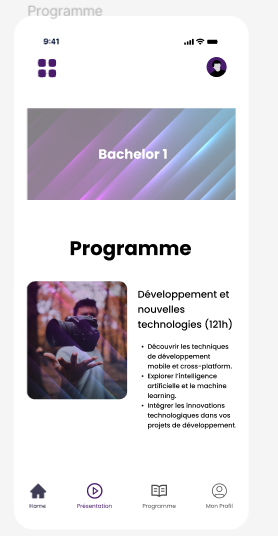 Programme
9:41
Bachelor 1
Programme
Développement et
nouvelles
technologies (121h)
• Découvrir les techniques
de développement
mobile et cross-platform.
• Explorer l'intelligence
artificielle et le machine
learning.
• Intégrer les innovations
technologiques dans vos
projets de développement.
Home
Présentation
Programme
Mon Profil